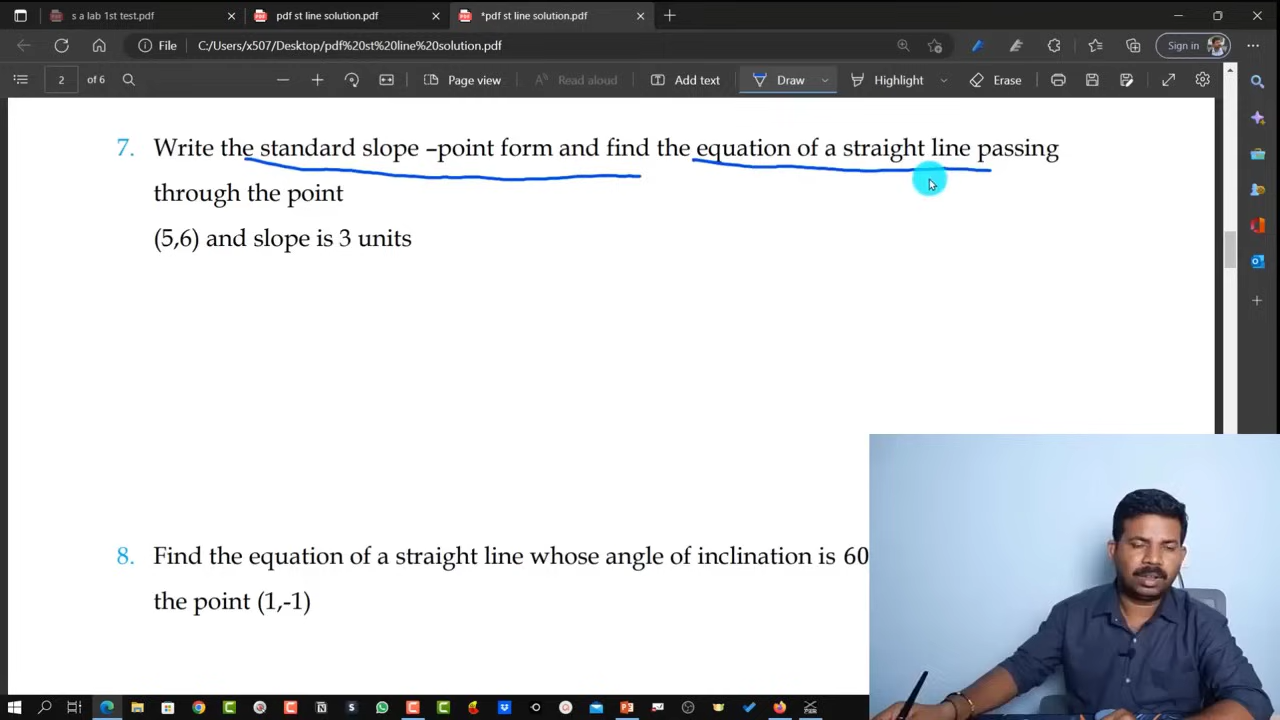 s a lab 1st test.pdf
pdf st line solution.pdf
*pdf st line solution.pdf
File
C:/Users/x507/Desktop/pdf%20st%20line%20solution.pdf
Sign in
2 of 6
Page view
Read aloud
Add text
Draw
Highlight
Erase
7. Write the standard slope –point form and find the equation of a straight line passing
through the point
(5,6) and slope is 3 units
8. Find the equation of a straight line whose angle of inclination is 60
the point (1,-1)